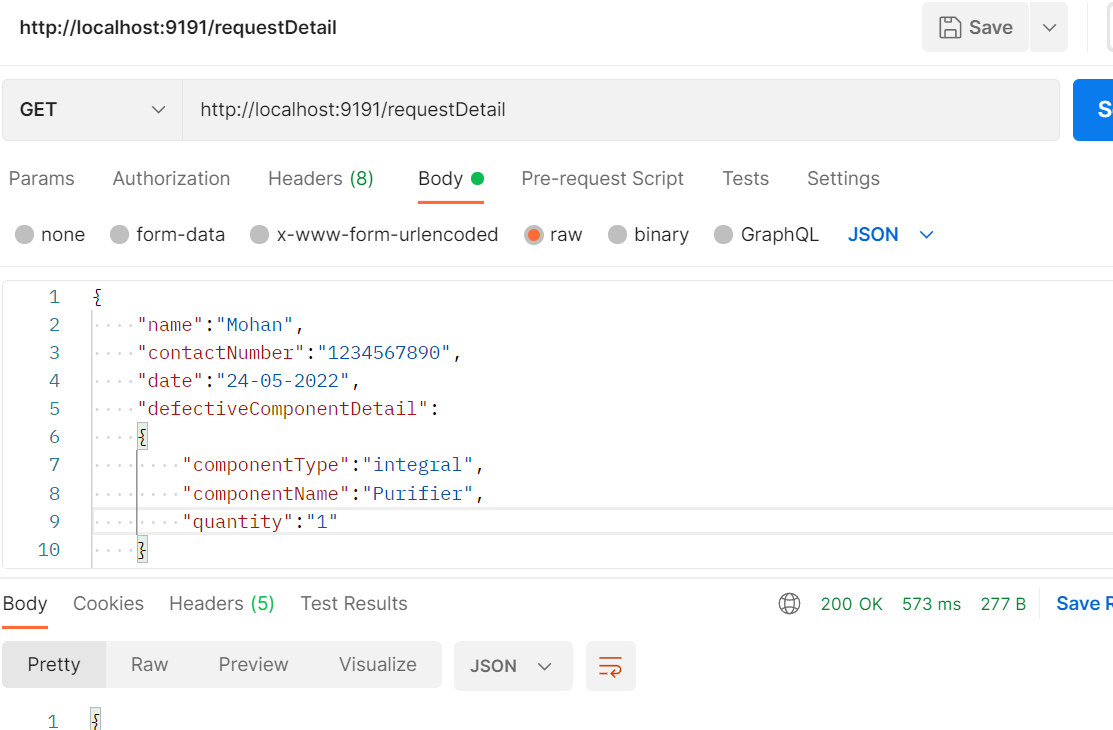 http://localhost:9191/requestDetail
Save
GET
http://localhost:9191/requestDetail
Params Authorization Headers (8) Body Pre-request Script Tests Settings
none form-data x-www-form-urlencoded raw binary GraphQL JSON
1 {
2 "name":"Mohan",
3 "contactNumber":"1234567890",
4 "date":"24-05-2022",
5 "defectiveComponentDetail":
6 {
7 "componentType":"integral",
8 "componentName":"Purifier",
9 "quantity":"1"
10 }
Body Cookies Headers (5) Test Results 200 OK 573 ms 277 B Save
Pretty Raw Preview Visualize JSON
1 {